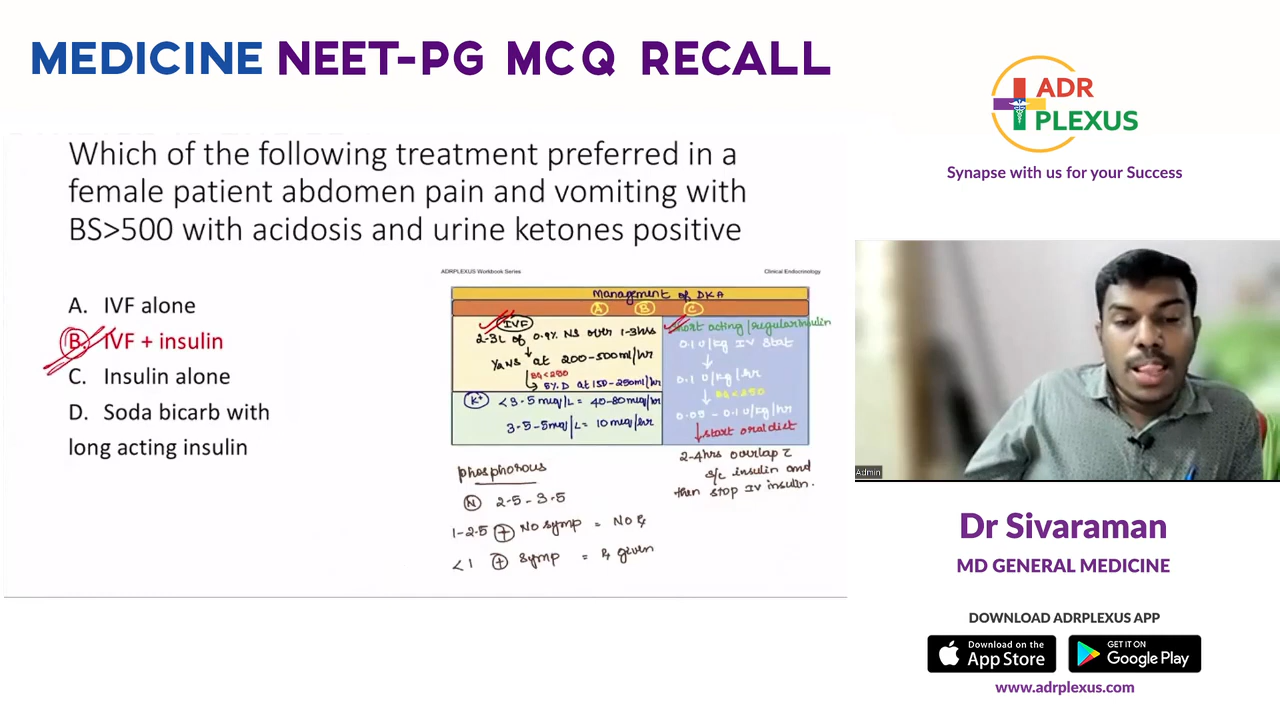 MEDICINE NEET-PG MCQ RECALL
ADR
PLEXUS
Synapse with us for your Success
Which of the following treatment preferred in a
female patient abdomen pain and vomiting with
BS>500 with acidosis and urine ketones positive
A. IVF alone
B. IVF + insulin
C. Insulin alone
D. Soda bicarb with
long acting insulin
ADRPLEXUS Workbook Series
Clinical Endocrinology
Management of DKA
A B C
IVF
2-3L of 0.9% NS over 1-3hrs
½ NS at 200-500ml/hr
BG<250
5% D at 150-250ml/hr
K+ <3.5 meq/L = 40-80meq/hr
3.5-5meq/L = 10 meq/hr
short acting/regular insulin
0.1 U/kg IV stat
0.1 U/kg/hr
BG<250
0.05-0.1 U/kg/hr
start oral diet
2-4hrs overlap c̄
s/c insulin and
then stop IV insulin.
phosphorous
N 2-5-3.5
1-2.5 + No symp = No ℞
<1 + symp = ℞ given
Admin
Dr Sivaraman
MD GENERAL MEDICINE
DOWNLOAD ADRPLEXUS APP
Download on the
App Store
GET IT ON
Google Play
www.adrplexus.com